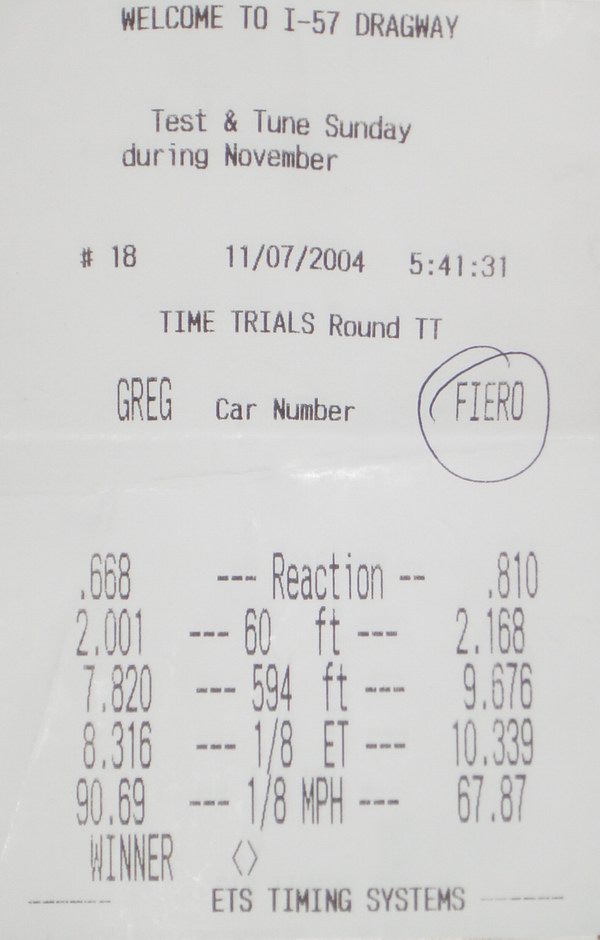 WELCOME TO I-57 DRAGWAY
Test & Tune Sunday
during November
# 18 11/07/2004 5:41:31
TIME TRIALS Round TT
GREG Car Number FIERO
.668 --- Reaction -- .810
2.001 --- 60 ft --- 2.168
7.820 --- 594 ft --- 9.676
8.316 --- 1/8 ET --- 10.339
90.69 --- 1/8 MPH --- 67.87
WINNER <>
---------- ETS TIMING SYSTEMS ----------